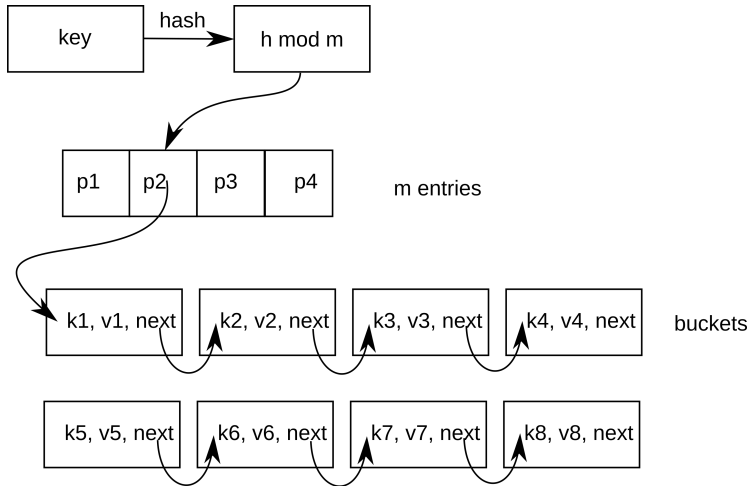 hash
key
h mod m
p1 p2 p3 p4
m entries
k1, v1, next k2, v2, next k3, v3, next k4, v4, next
buckets
k5, v5, next k6, v6, next k7, v7, next k8, v8, next